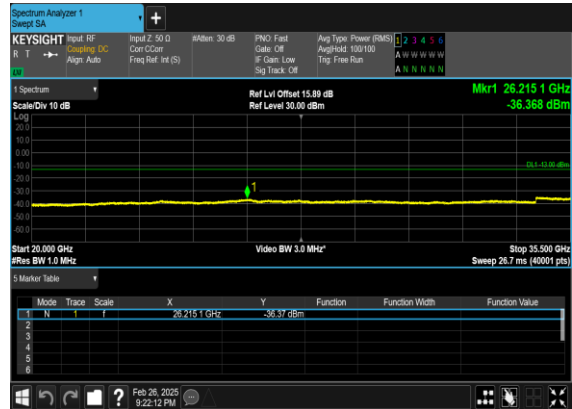 Spectrum Analyzer 1
Swept SA
+
KEYSIGHT
R T
Input: RF
Coupling: DC
Align: Auto
Input Z: 50 Ω
Corr CCorr
Freq Ref: Int (S)
#Atten: 30 dB
PNO: Fast
Gate: Off
IF Gain: Low
Sig Track: Off
Avg Type: Power (RMS)
Avg|Hold: 100/100
Trig: Free Run
1 2 3 4 5 6
A W W W W W
A N N N N N
1 Spectrum
Scale/Div 10 dB
Ref Lvl Offset 15.89 dB
Ref Level 30.00 dBm
Mkr1 26.215 1 GHz
-36.368 dBm
Log
20.0
10.0
0.00
-10.0
DL1 -13.00 dBm
-20.0
-30.0
1
-40.0
-50.0
-60.0
Start 20.000 GHz
#Res BW 1.0 MHz
Video BW 3.0 MHz*
Stop 35.500 GHz
Sweep 26.7 ms (40001 pts)
5 Marker Table
Mode Trace Scale X Y Function Function Width Function Value
1 N 1 f 26.215 1 GHz -36.37 dBm
2
3
4
5
6
?
Feb 26, 2025
9:22:12 PM